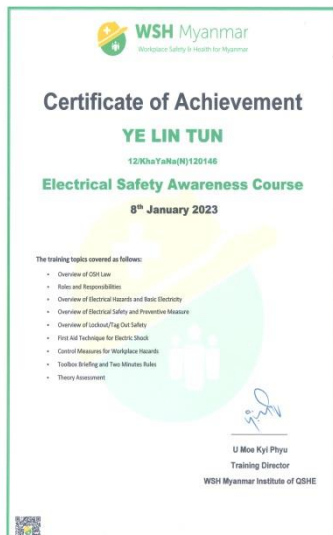 WSH Myanmar
Workplace Safety & Health for Myanmar
Certificate of Achievement
YE LIN TUN
12/KhaYaNa(N)120146
Electrical Safety Awareness Course
8th January 2023
The training topics covered as follows:
• Overview of OSH Law
• Roles and Responsibilities
• Overview of Electrical Hazards and Basic Electricity
• Overview of Electrical Safety and Preventive Measure
• Overview of Lockout/Tag Out Safety
• First Aid Technique for Electric Shock
• Control Measures for Workplace Hazards
• Toolbox Briefing and Two Minutes Rules
• Theory Assessment
U Moe Kyi Phyu
Training Director
WSH Myanmar Institute of QSHE